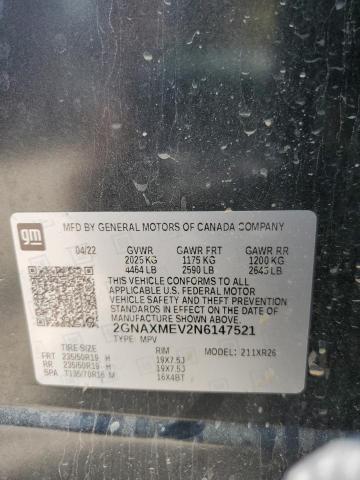 gm
MFD BY GENERAL MOTORS OF CANADA COMPANY
04/22 GVWR GAWR FRT GAWR RR
2025 KG 1175 KG 1200 KG
4464 LB 2590 LB 2645 LB
THIS VEHICLE CONFORMS TO ALL APPLICABLE U.S.
FEDERAL MOTOR VEHICLE SAFETY, BUMPER, AND
THEFT PREVENTION STANDARDS IN EFFECT ON THE
DATE OF MANUFACTURE SHOWN ABOVE.
2GNAXMEV2N6147521
TYPE: MPV MODEL: 211XR26
TIRE SIZE RIM
FRT 235/50R19 H 19X7.5J
RR 235/50R19 H 19X7.5J
SPA T135/70R16 M 16X4BT